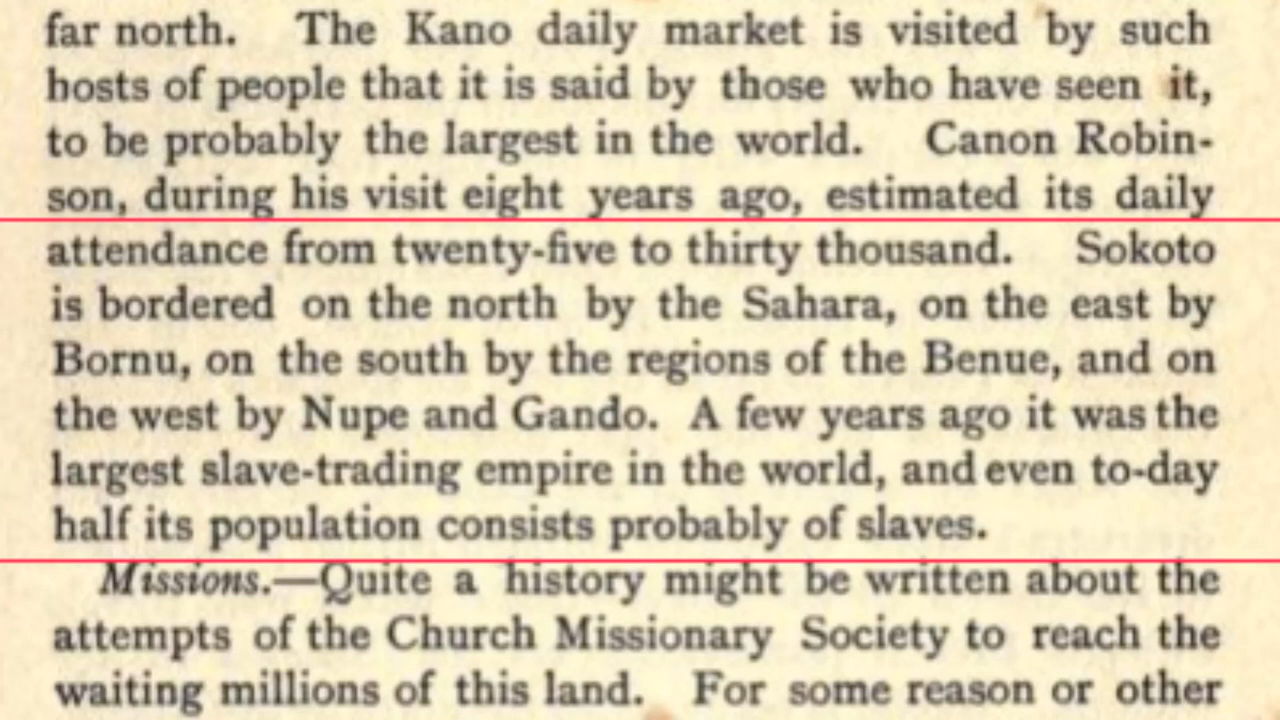 far north. The Kano daily market is visited by such
hosts of people that it is said by those who have seen it,
to be probably the largest in the world. Canon Robin-
son, during his visit eight years ago, estimated its daily
attendance from twenty-five to thirty thousand. Sokoto
is bordered on the north by the Sahara, on the east by
Bornu, on the south by the regions of the Benue, and on
the west by Nupe and Gando. A few years ago it was the
largest slave-trading empire in the world, and even to-day
half its population consists probably of slaves.
Missions.—Quite a history might be written about the
attempts of the Church Missionary Society to reach the
waiting millions of this land. For some reason or other